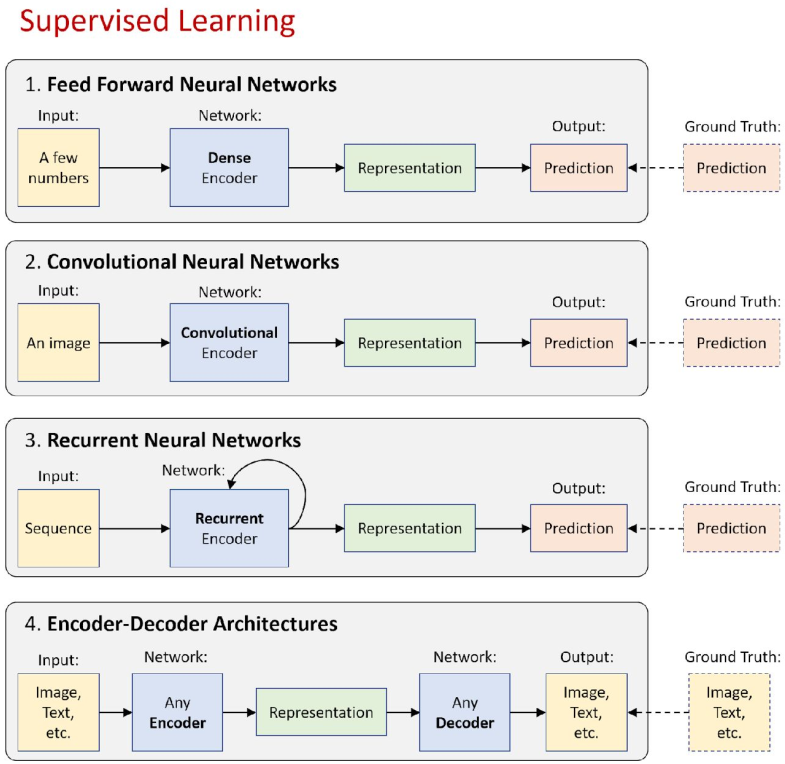 Supervised Learning
1. Feed Forward Neural Networks
Input:
Network:
Output:
Ground Truth:
A few
numbers
Dense
Encoder
Representation
Prediction
Prediction
2. Convolutional Neural Networks
Input:
Network:
Output:
Ground Truth:
An image
Convolutional
Encoder
Representation
Prediction
Prediction
3. Recurrent Neural Networks
Input:
Network:
Output:
Ground Truth:
Sequence
Recurrent
Encoder
Representation
Prediction
Prediction
4. Encoder-Decoder Architectures
Input:
Network:
Network:
Output:
Ground Truth:
Image,
Text,
etc.
Any
Encoder
Representation
Any
Decoder
Image,
Text,
etc.
Image,
Text,
etc.